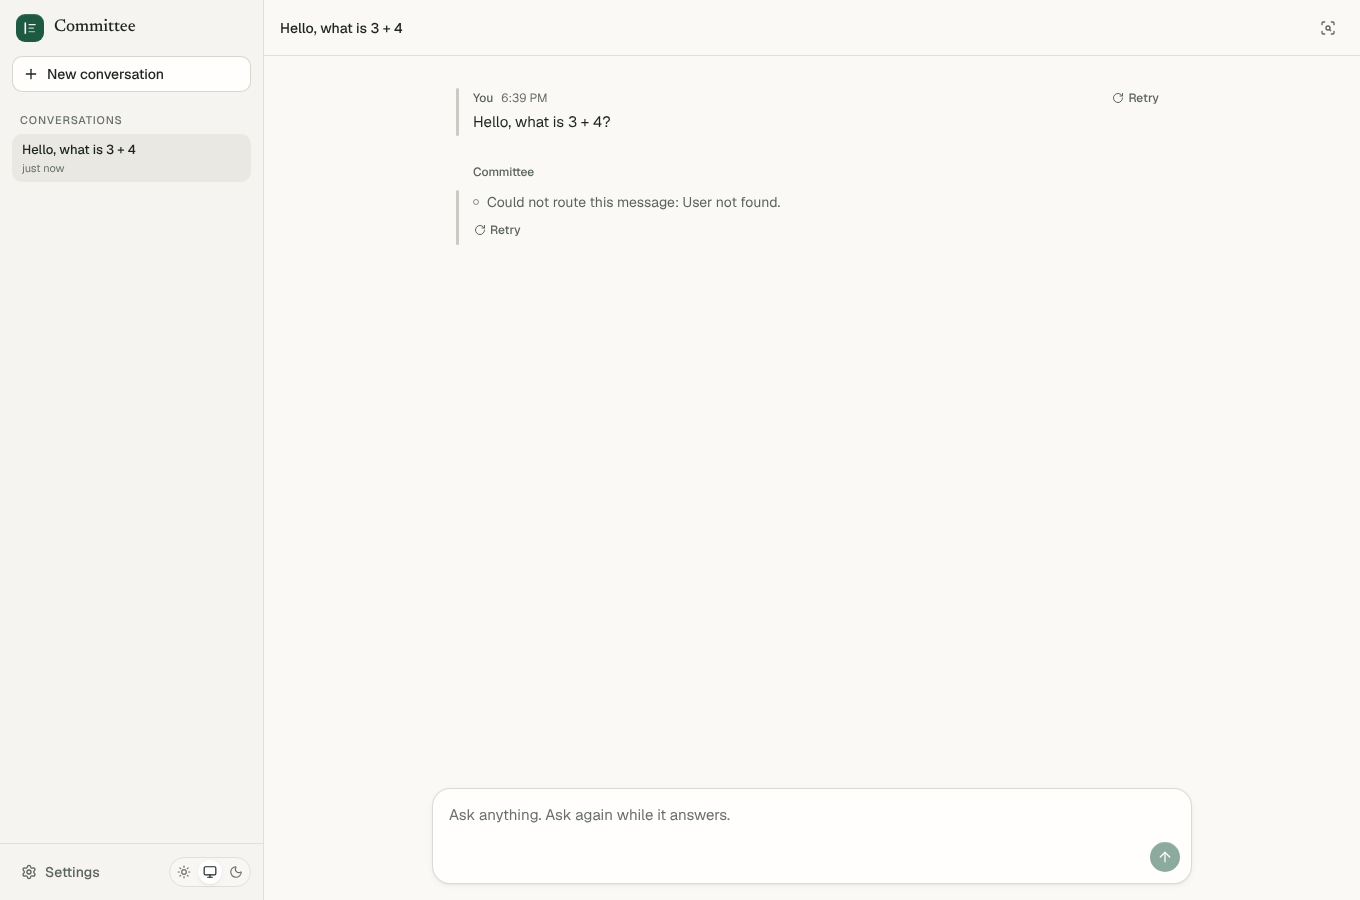 Committee
New conversation
CONVERSATIONS
Hello, what is 3 + 4
just now
Settings
Hello, what is 3 + 4
You 6:39 PM
Retry
Hello, what is 3 + 4?
Committee
Could not route this message: User not found.
Retry
Ask anything. Ask again while it answers.